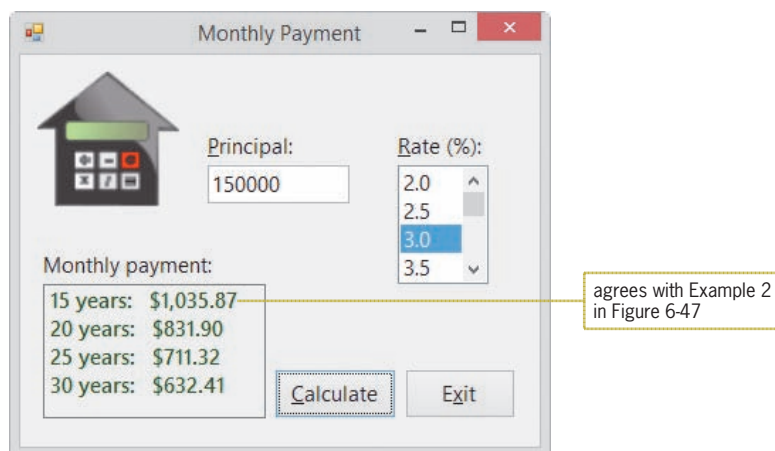 Monthly Payment
Principal:
150000
Rate (%):
2.0
2.5
3.0
3.5
Monthly payment:
15 years: $1,035.87
20 years: $831.90
25 years: $711.32
30 years: $632.41
Calculate
Exit
agrees with Example 2
in Figure 6-47